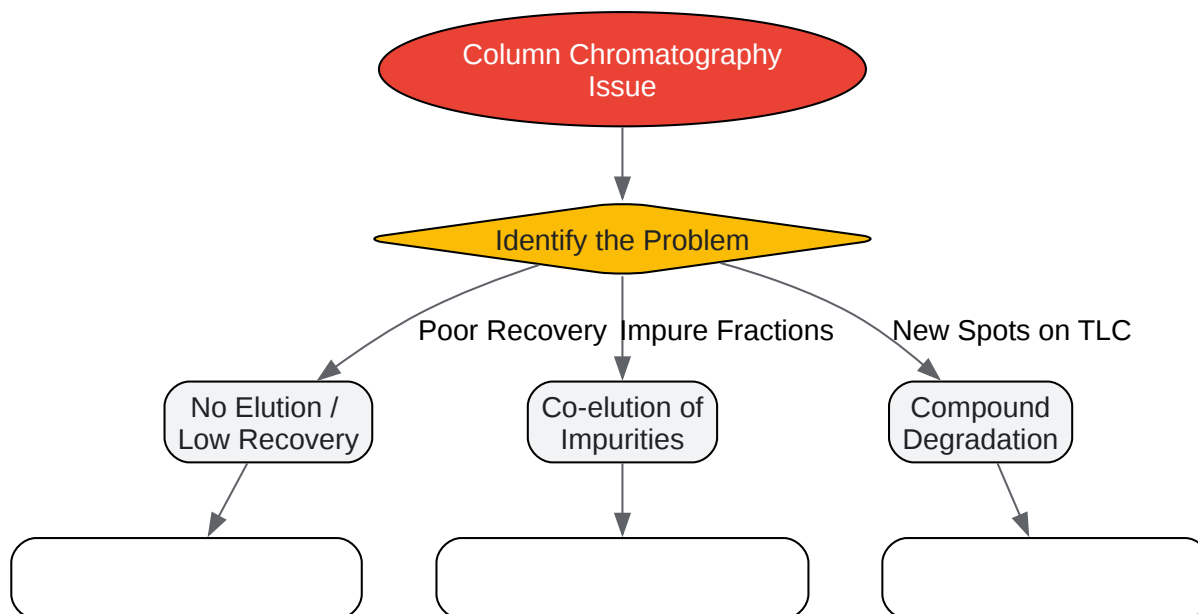 Column Chromatography
Issue
Identify the Problem
Poor Recovery
Impure Fractions
New Spots on TLC
No Elution /
Low Recovery
Co-elution of
Impurities
Compound
Degradation